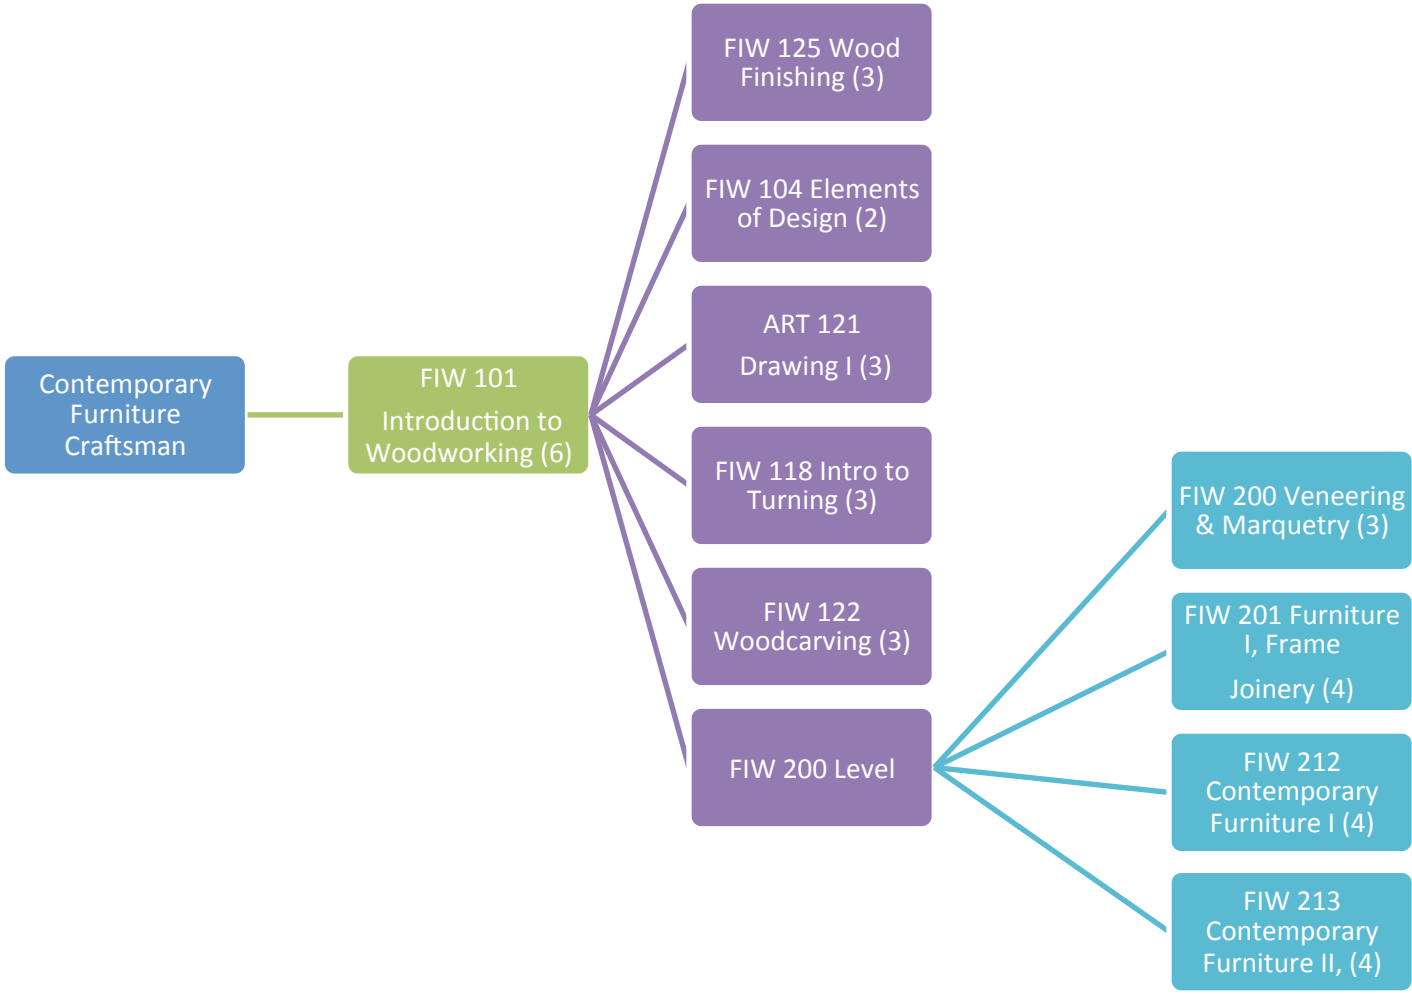 Contemporary
Furniture
Craftsman
FIW 101
Introduction to
Woodworking (6)
FIW 125 Wood
Finishing (3)
FIW 104 Elements
of Design (2)
ART 121
Drawing I (3)
FIW 118 Intro to
Turning (3)
FIW 122
Woodcarving (3)
FIW 200 Level
FIW 200 Veneering
& Marquetry (3)
FIW 201 Furniture
I, Frame
Joinery (4)
FIW 212
Contemporary
Furniture I (4)
FIW 213
Contemporary
Furniture II, (4)